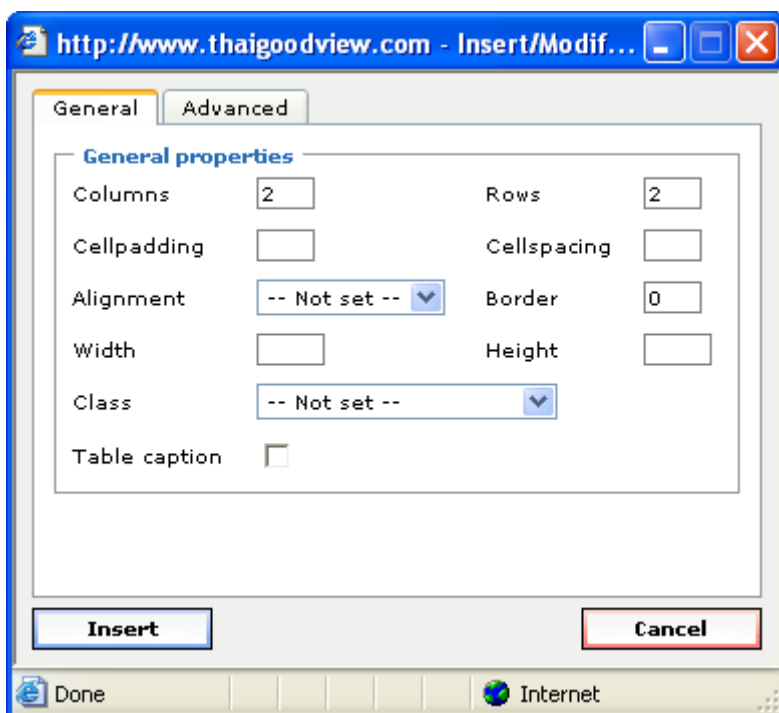 http://www.thaigoodview.com - Insert/Modif...
General Advanced
General properties
Columns 2 Rows 2
Cellpadding Cellspacing
Alignment -- Not set -- Border 0
Width Height
Class -- Not set --
Table caption
Insert Cancel
Done Internet